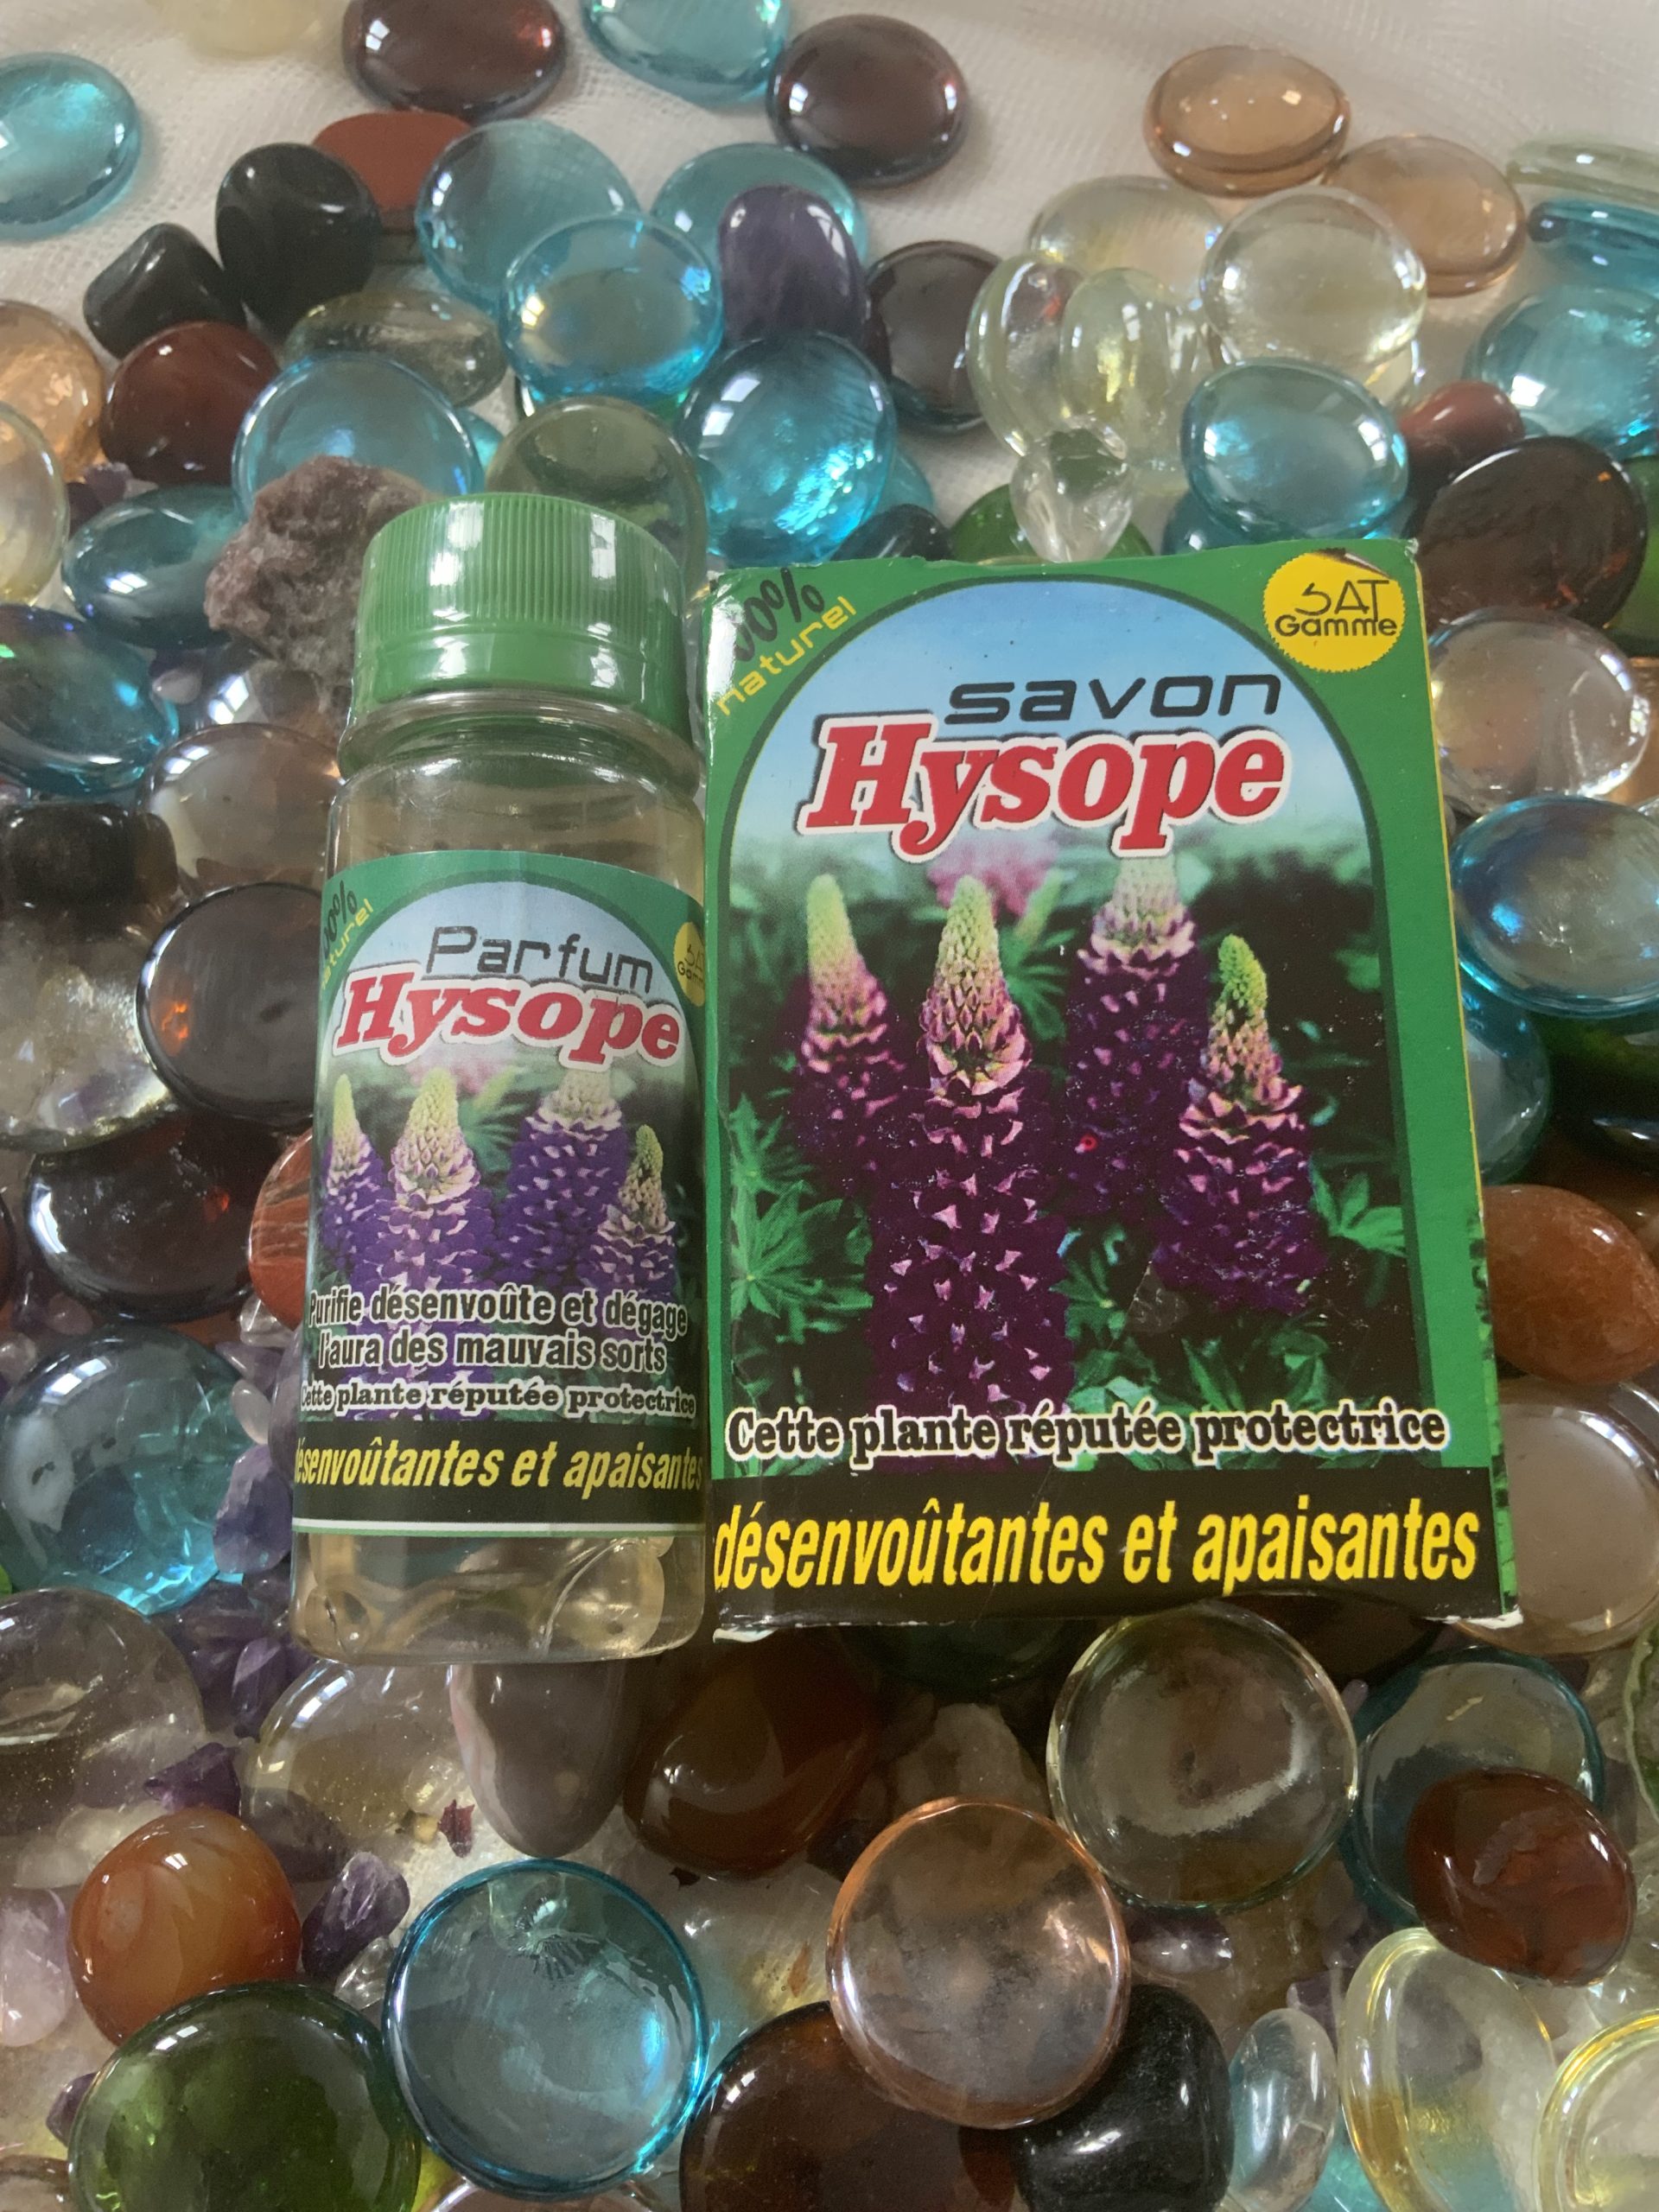 Parfum
Hysope
Purifie désenvoûte et dégage
l'aura des mauvais sorts
Cette plante réputée protectrice
désenvoûtantes et apaisantes
100%
naturel
SAT
Gamme
savon
Hysope
Cette plante réputée protectrice
désenvoûtantes et apaisantes